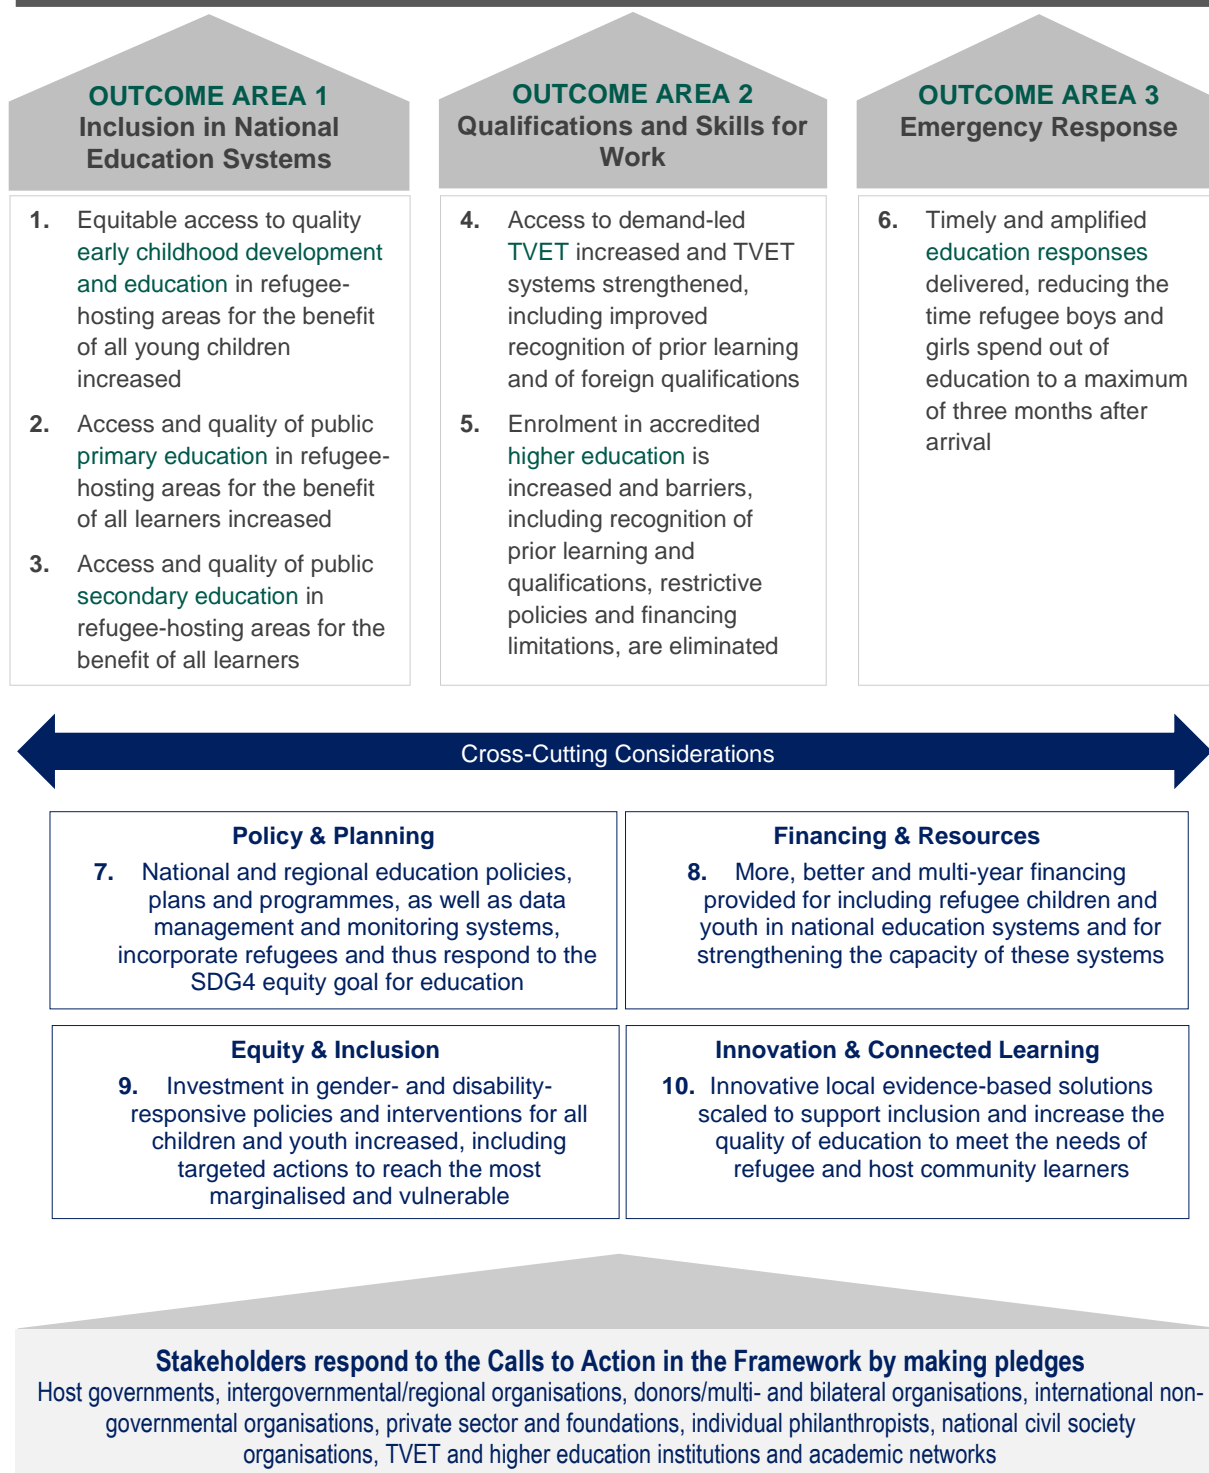 OUTCOME AREA 1
Inclusion in National
Education Systems
1. Equitable access to quality
early childhood development
and education in refugee-
hosting areas for the benefit
of all young children
increased
2. Access and quality of public
primary education in refugee-
hosting areas for the benefit
of all learners increased
3. Access and quality of public
secondary education in
refugee-hosting areas for the
benefit of all learners
OUTCOME AREA 2
Qualifications and Skills for
Work
4. Access to demand-led
TVET increased and TVET
systems strengthened,
including improved
recognition of prior learning
and of foreign qualifications
5. Enrolment in accredited
higher education is
increased and barriers,
including recognition of
prior learning and
qualifications, restrictive
policies and financing
limitations, are eliminated
OUTCOME AREA 3
Emergency Response
6. Timely and amplified
education responses
delivered, reducing the
time refugee boys and
girls spend out of
education to a maximum
of three months after
arrival
Cross-Cutting Considerations
Policy & Planning
7. National and regional education policies,
plans and programmes, as well as data
management and monitoring systems,
incorporate refugees and thus respond to the
SDG4 equity goal for education
Financing & Resources
8. More, better and multi-year financing
provided for including refugee children and
youth in national education systems and for
strengthening the capacity of these systems
Equity & Inclusion
9. Investment in gender- and disability-
responsive policies and interventions for all
children and youth increased, including
targeted actions to reach the most
marginalised and vulnerable
Innovation & Connected Learning
10. Innovative local evidence-based solutions
scaled to support inclusion and increase the
quality of education to meet the needs of
refugee and host community learners
Stakeholders respond to the Calls to Action in the Framework by making pledges
Host governments, intergovernmental/regional organisations, donors/multi- and bilateral organisations, international non-
governmental organisations, private sector and foundations, individual philanthropists, national civil society
organisations, TVET and higher education institutions and academic networks